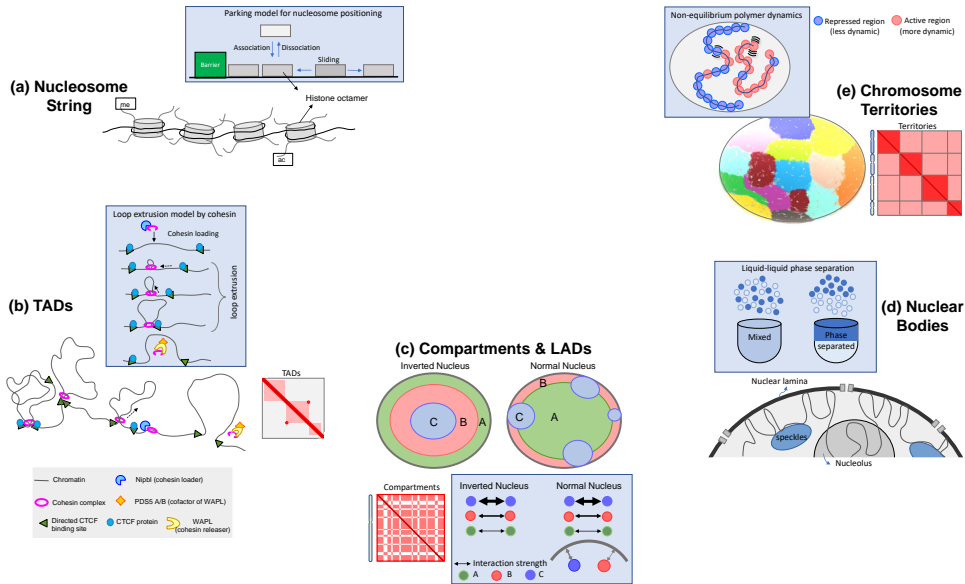 Parking model for nucleosome positioning
Association
Dissociation
Sliding
Barrier
(a) Nucleosome
String
me
Histone octamer
ac
Loop extrusion model by cohesin
Cohesin loading
loop extrusion
(b) TADs
TADs
Chromatin
Nipbl (cohesin loader)
Cohesin complex
PDS5 A/B (cofactor of WAPL)
Directed CTCF
binding site
CTCF protein
WAPL
(cohesin releaser)
(c) Compartments & LADs
Inverted Nucleus
Normal Nucleus
C
B
A
B
C
A
Compartments
Inverted Nucleus
Normal Nucleus
Interaction strength
A
B
C
Non-equilibrium polymer dynamics
Repressed region
(less dynamic)
Active region
(more dynamic)
(e) Chromosome
Territories
Territories
Liquid-liquid phase separation
Mixed
Phase
separated
(d) Nuclear
Bodies
Nuclear lamina
speckles
Nucleolus